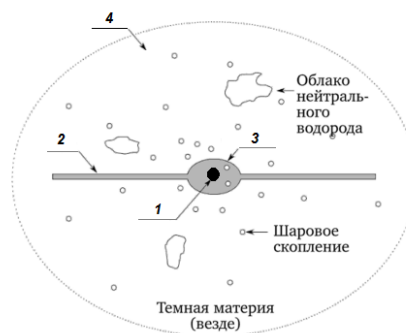 4
Облако
нейтраль-
ного
водорода
2
3
1
Шаровое
скопление
Темная материя
(везде)